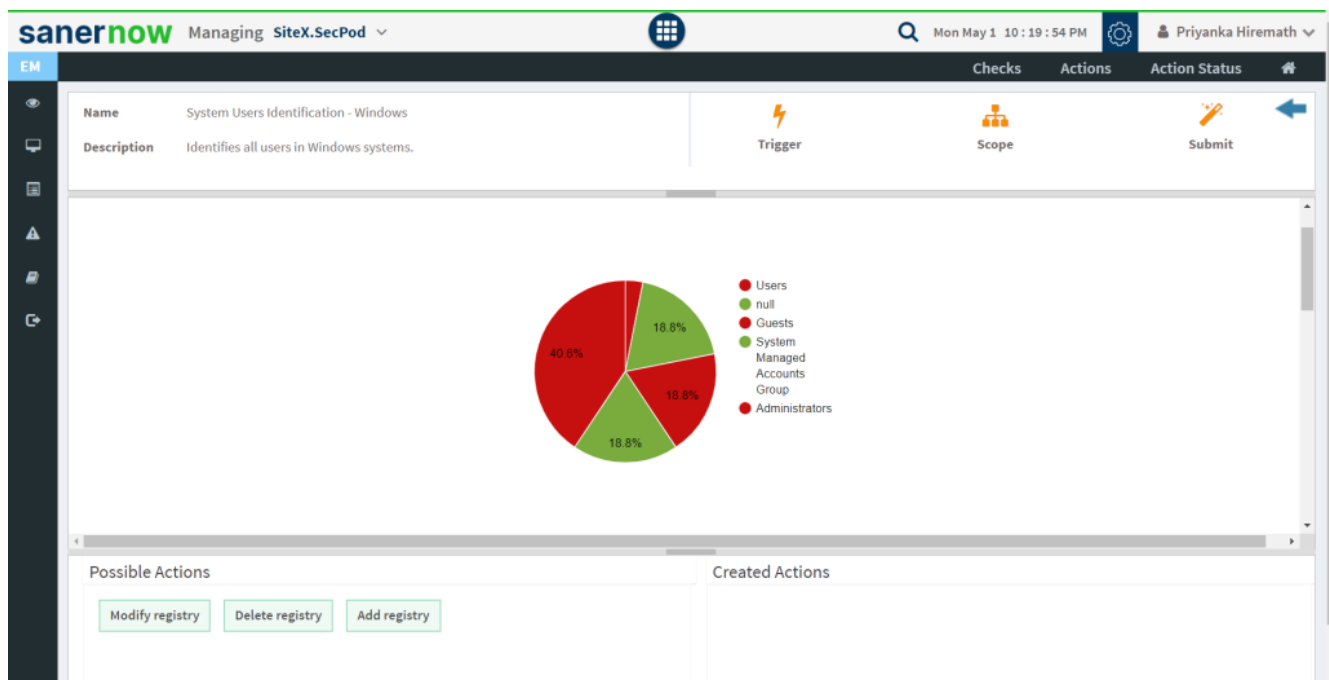 sanernow Managing SiteX.SecPod Mon May 1 10 : 19 : 54 PM Priyanka Hiremath
EM Checks Actions Action Status
Name System Users Identification - Windows
Description Identifies all users in Windows systems.
Trigger Scope Submit
40.6%
18.8%
18.8%
18.8%
Users
null
Guests
System
Managed
Accounts
Group
Administrators
Possible Actions
Modify registry Delete registry Add registry
Created Actions